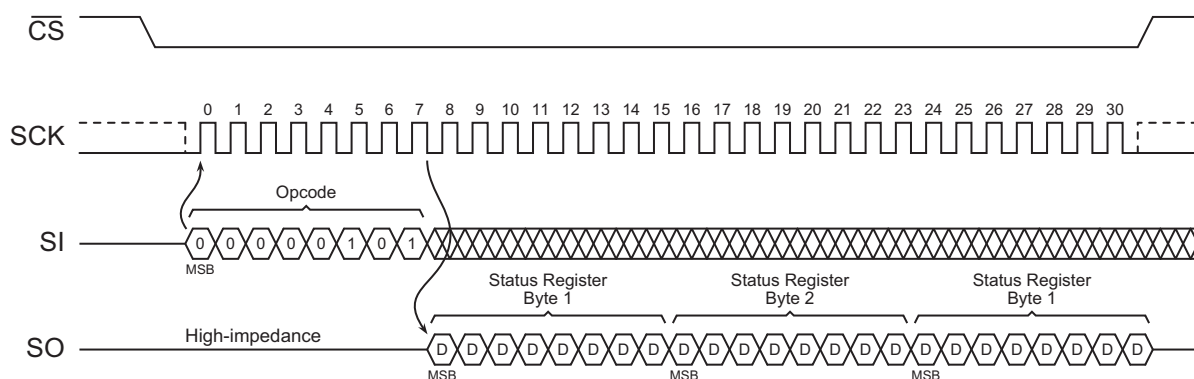 CS
SCK
0 1 2 3 4 5 6 7 8 9 10 11 12 13 14 15 16 17 18 19 20 21 22 23 24 25 26 27 28 29 30
Opcode
SI
0 0 0 0 0 1 0 1
MSB
Status Register
Byte 1
Status Register
Byte 2
Status Register
Byte 1
High-impedance
SO
D D D D D D D D D D D D D D D D D D D D D D D D
MSB MSB MSB